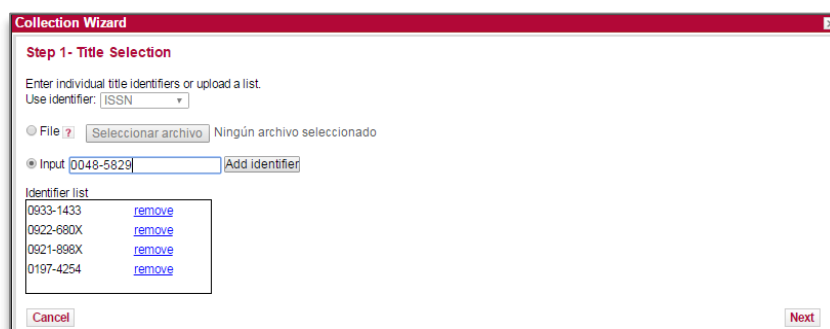 Collection Wizard
Step 1- Title Selection
Enter individual title identifiers or upload a list.
Use identifier: ISSN
File ? Seleccionar archivo Ningún archivo seleccionado
Input 0048-5829 Add identifier
Identifier list
0933-1433 remove
0922-680X remove
0921-898X remove
0197-4254 remove
Cancel Next